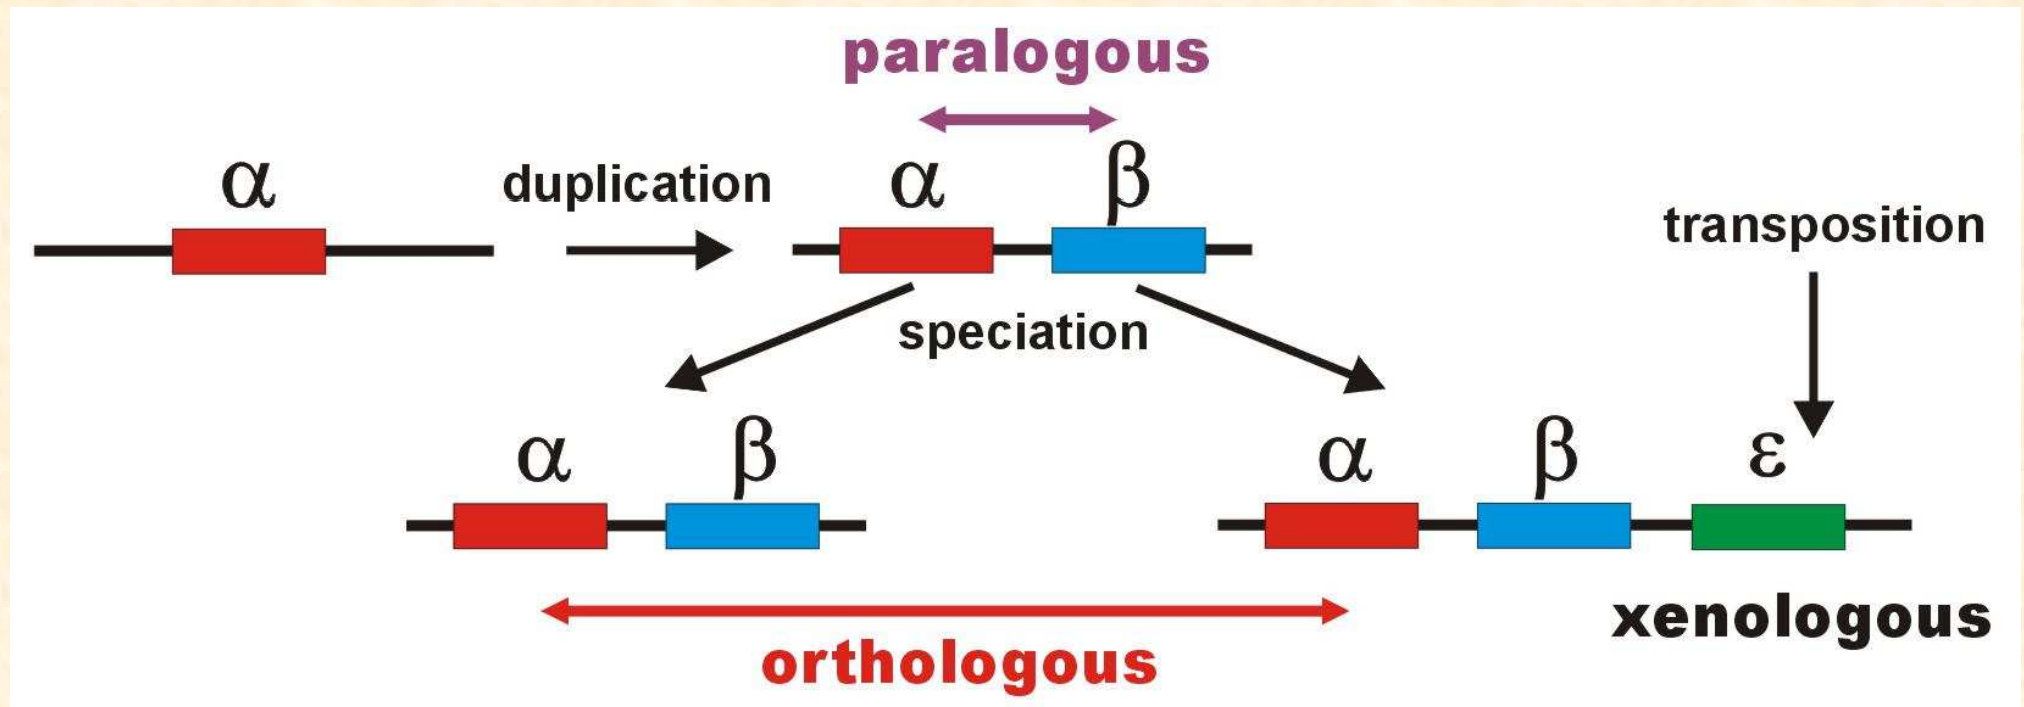 paralogous
α
duplication
α
β
transposition
speciation
α
β
α
β
ε
orthologous
xenologous